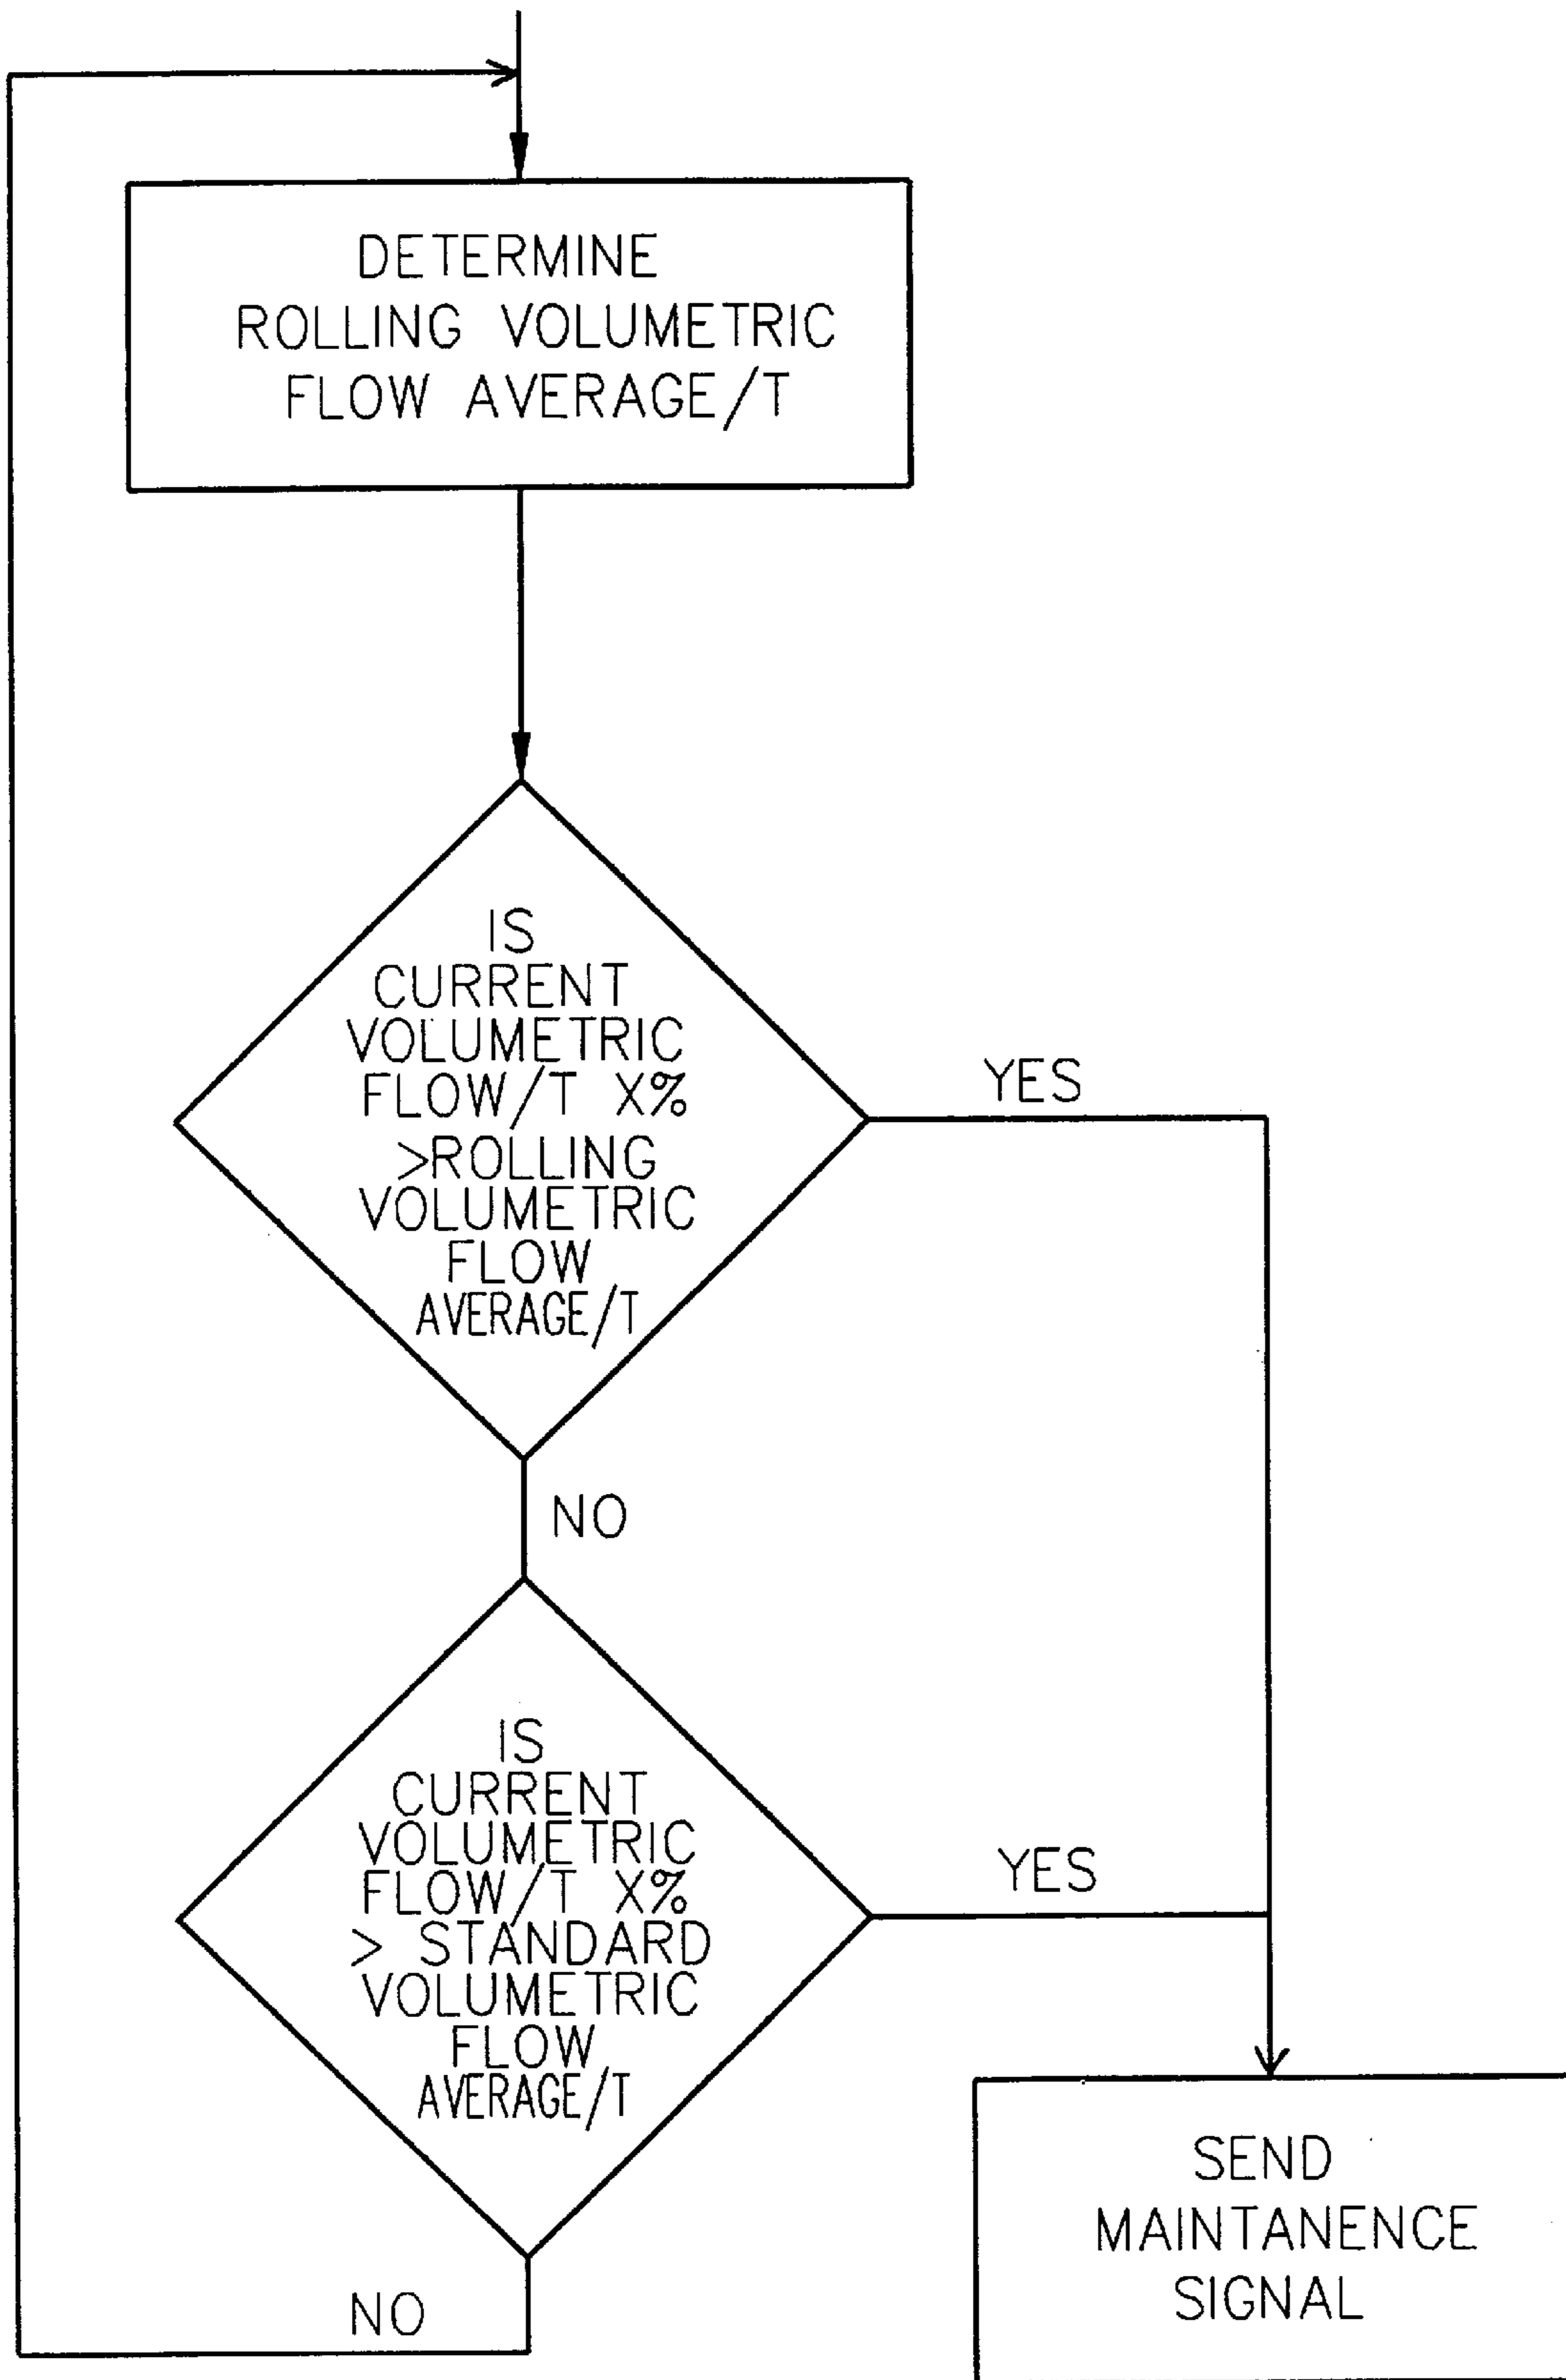 DETERMINE
ROLLING VOLUMETRIC
FLOW AVERAGE/T
IS
CURRENT
VOLUMETRIC
FLOW/T X%
>ROLLING
VOLUMETRIC
FLOW
AVERAGE/T
YES
NO
IS
CURRENT
VOLUMETRIC
FLOW/T X%
> STANDARD
VOLUMETRIC
FLOW
AVERAGE/T
YES
NO
SEND
MAINTANENCE
SIGNAL